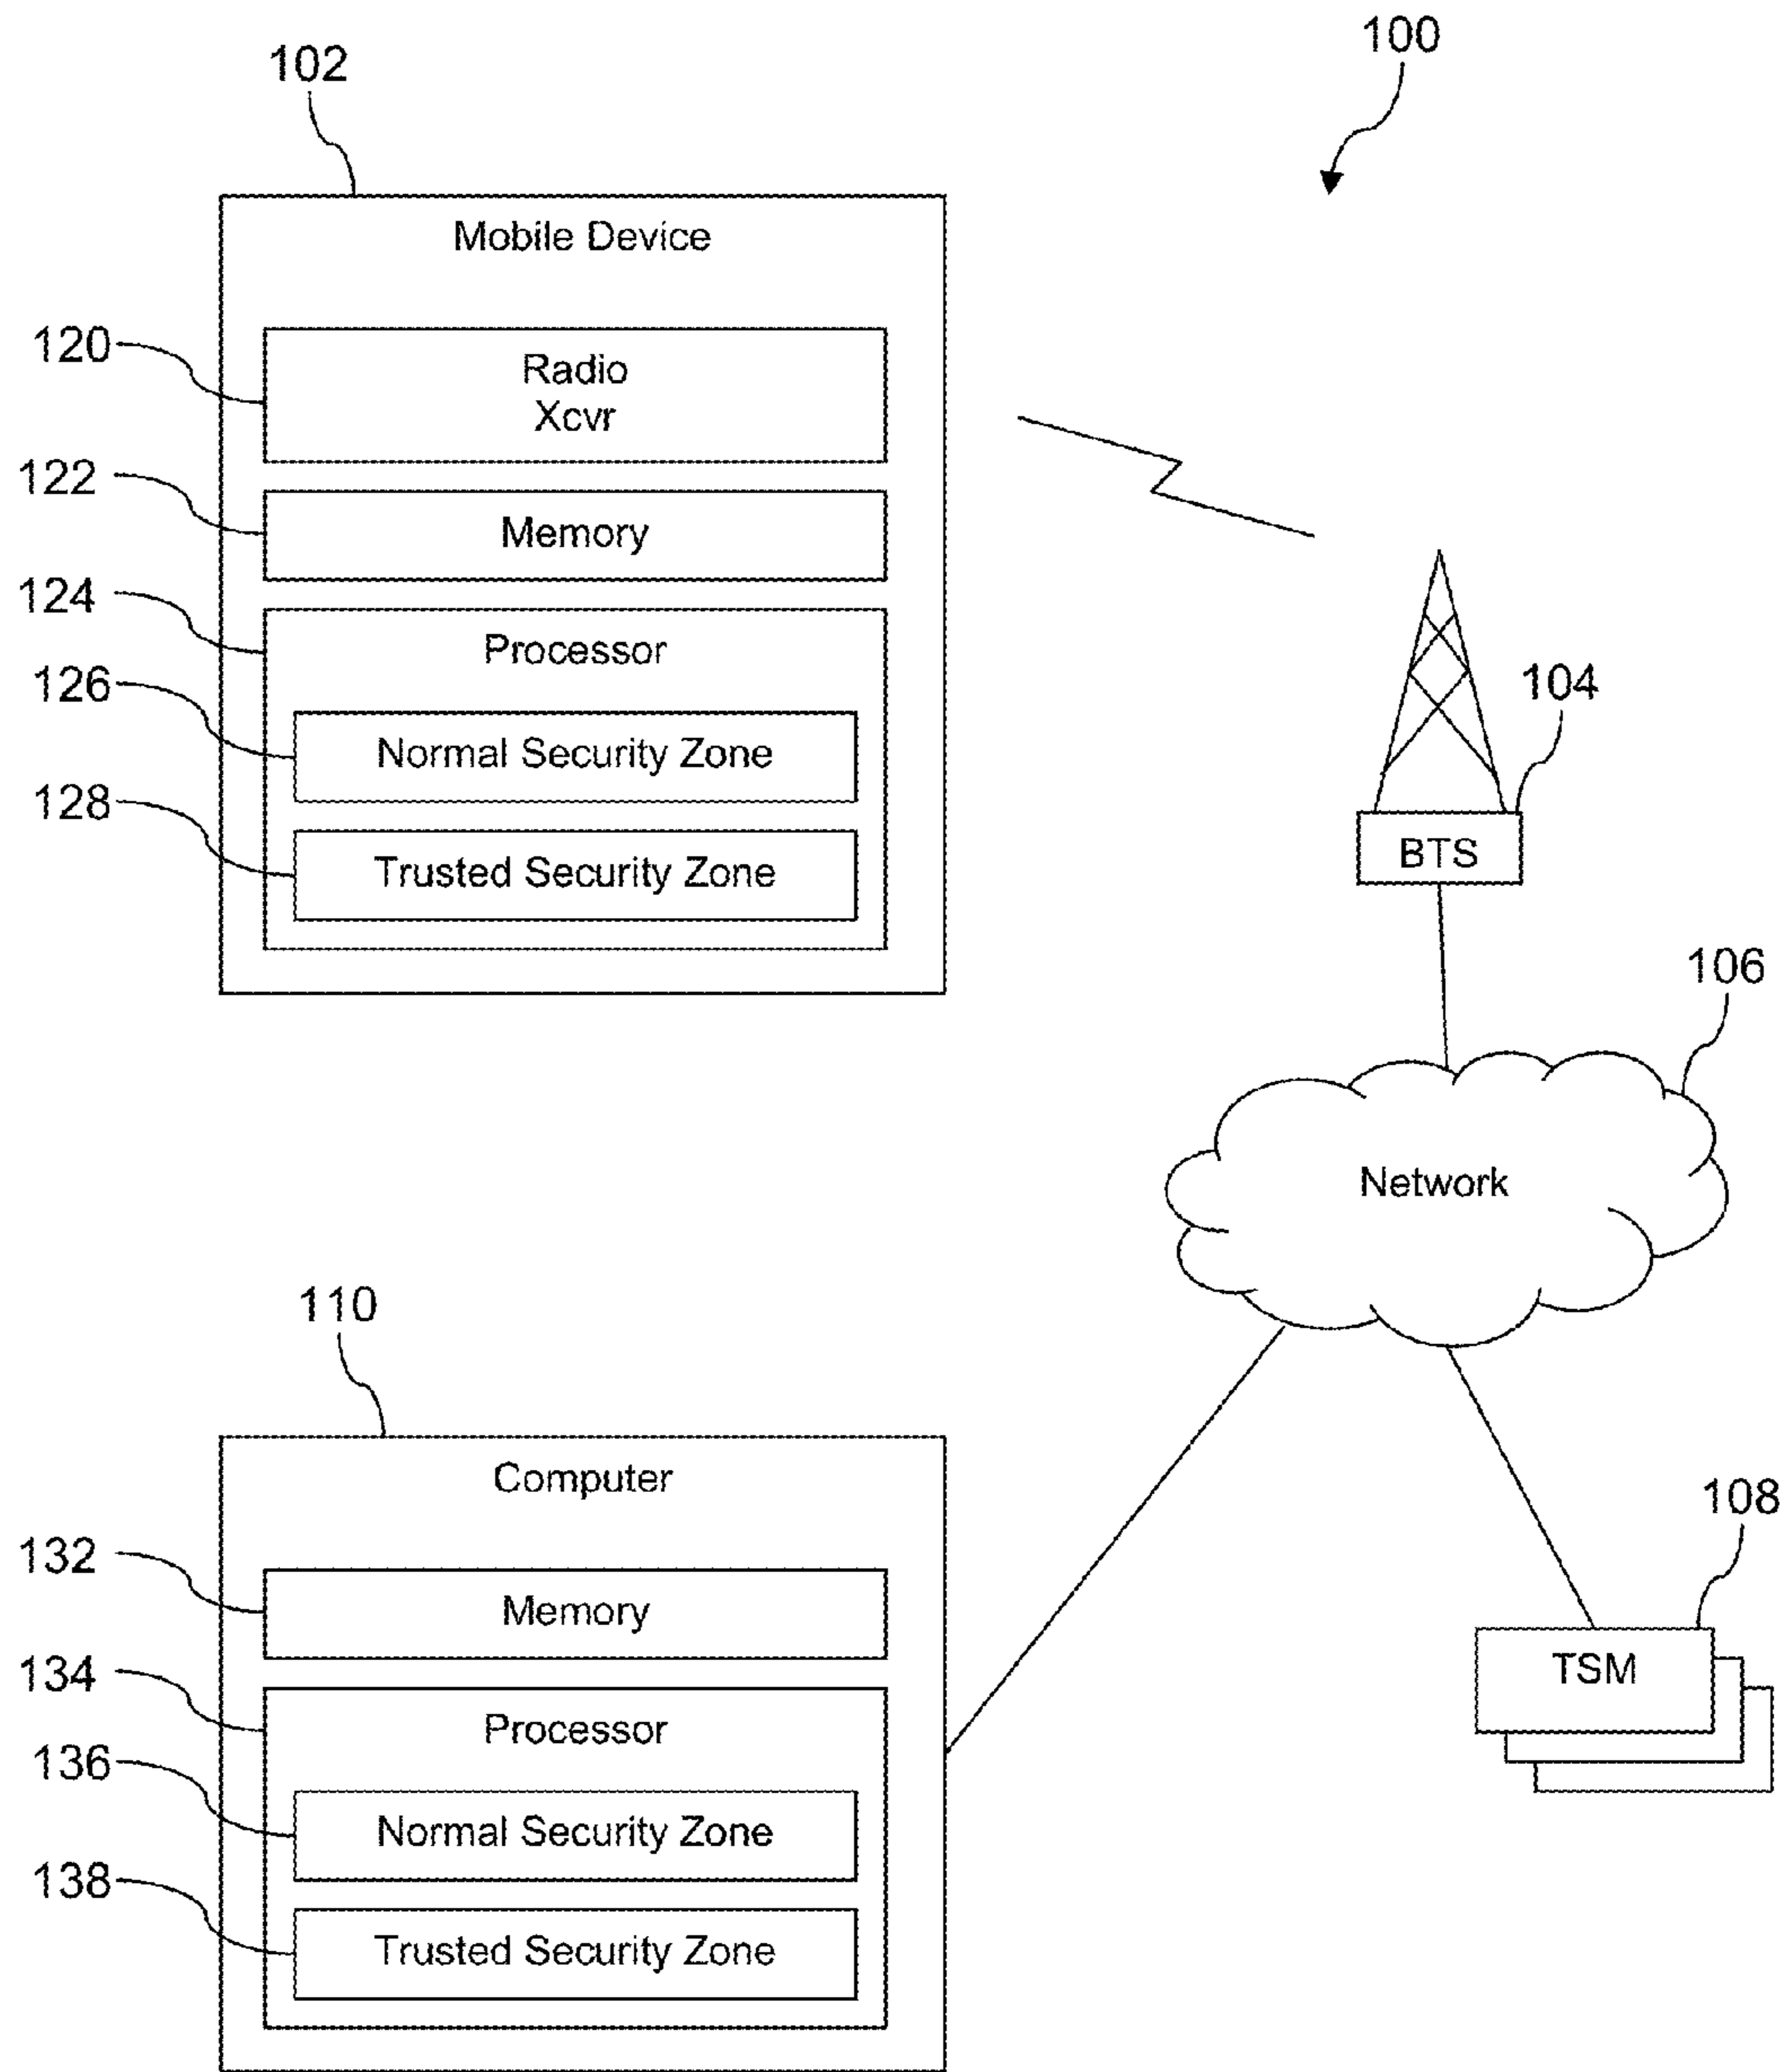 100
102
Mobile Device
120
Radio
Xcvr
122
Memory
124
Processor
126
Normal Security Zone
128
Trusted Security Zone
104
BTS
106
Network
110
Computer
108
TSM
132
Memory
134
Processor
136
Normal Security Zone
138
Trusted Security Zone